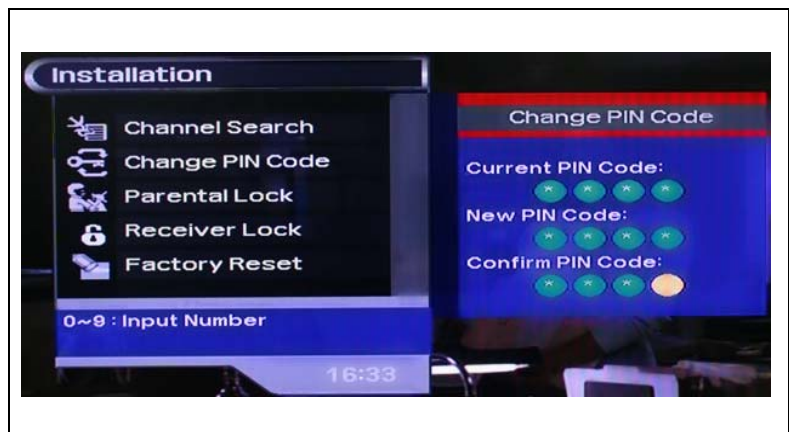 Installation
Channel Search
Change PIN Code
Parental Lock
Receiver Lock
Factory Reset
0~9 : Input Number
16:33
Change PIN Code
Current PIN Code:
* * * *
New PIN Code:
* * * *
Confirm PIN Code:
* * *